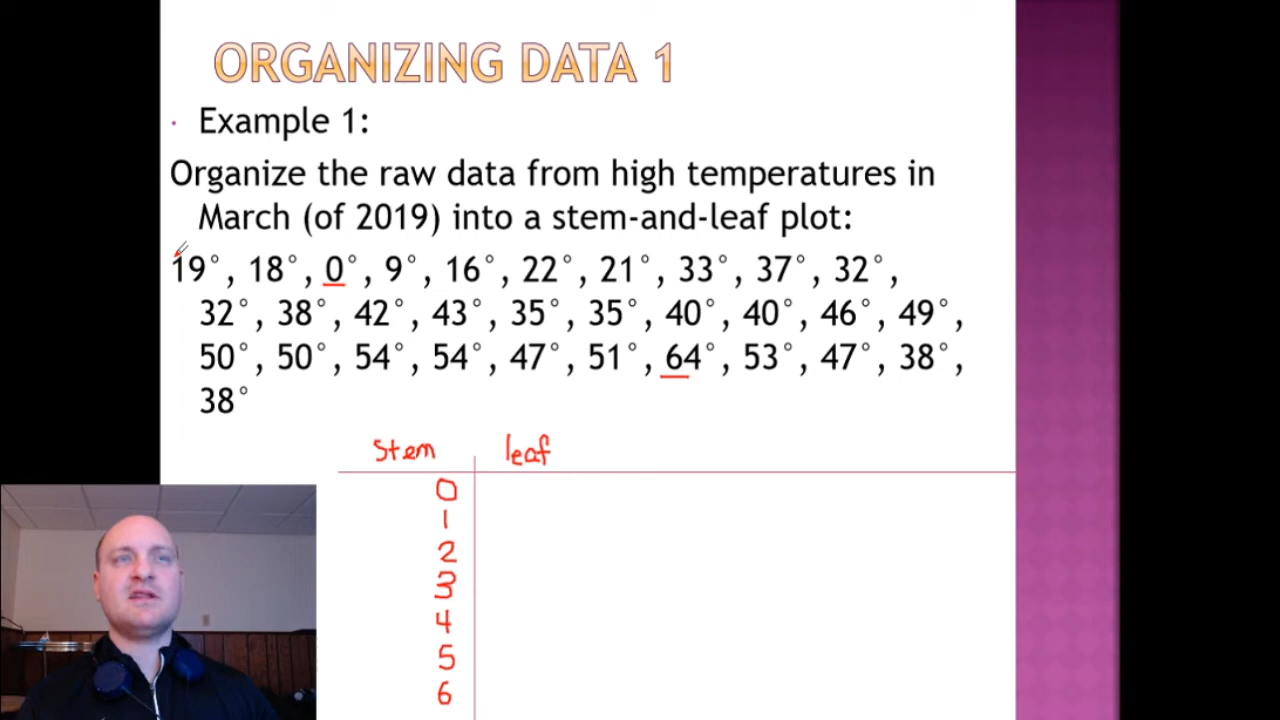 ORGANIZING DATA 1
· Example 1:
Organize the raw data from high temperatures in
March (of 2019) into a stem-and-leaf plot:
19°, 18°, 0°, 9°, 16°, 22°, 21°, 33°, 37°, 32°,
32°, 38°, 42°, 43°, 35°, 35°, 40°, 40°, 46°, 49°,
50°, 50°, 54°, 54°, 47°, 51°, 64°, 53°, 47°, 38°,
38°
Stem leaf
0
1
2
3
4
5
6